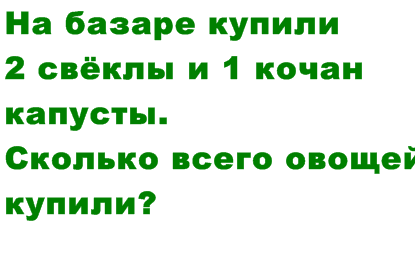 На базаре купили
2 свёклы и 1 кочан
капусты.
Сколько всего овощей
купили?